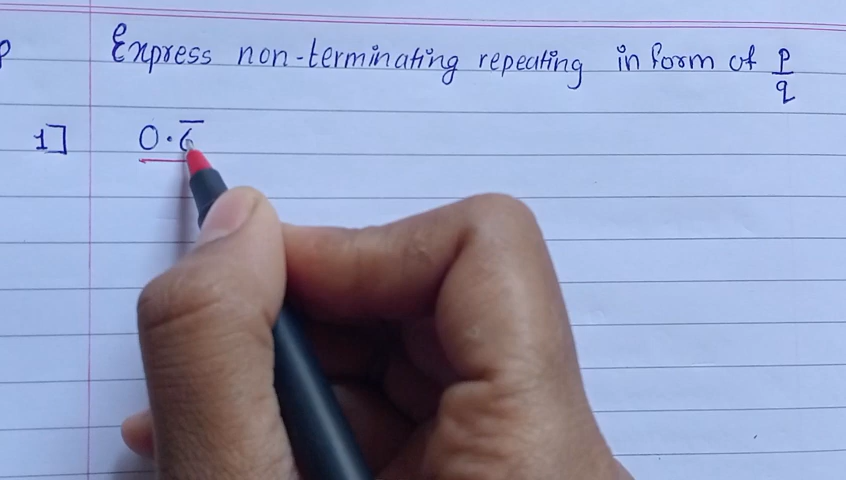 Express non-terminating repeating in form of p/q
1] 0.6̅